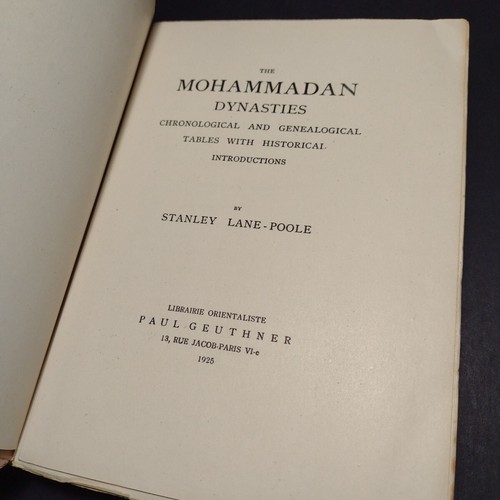 THE
MOHAMMADAN
DYNASTIES
CHRONOLOGICAL AND GENEALOGICAL
TABLES WITH HISTORICAL
INTRODUCTIONS
BY
STANLEY LANE-POOLE
LIBRAIRIE ORIENTALISTE
PAUL GEUTHNER
13, RUE JACOB-PARIS VI-e
1925